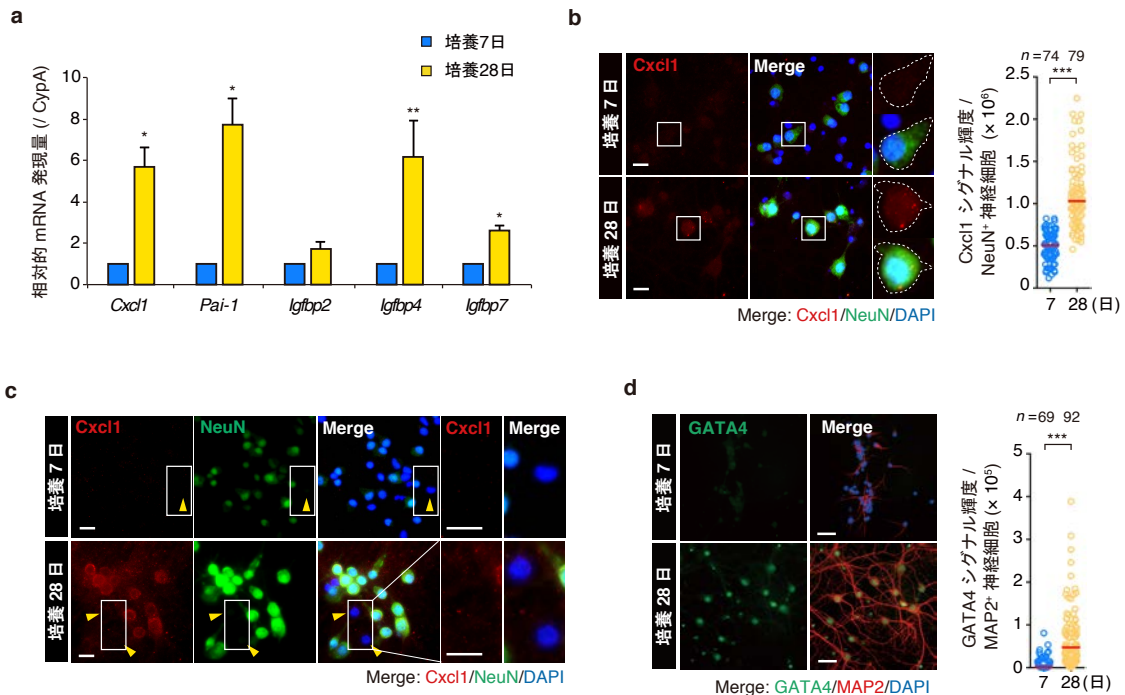 a
培養7日
培養28日
相対的 mRNA 発現量 (/ CypA)
10
8
6
4
2
0
*
*
**
*
Cxcl1
Pai-1
Igfbp2
Igfbp4
Igfbp7
b
Cxcl1
Merge
培養 7 日
培養 28 日
Merge: Cxcl1/NeuN/DAPI
n =74 79
***
Cxcl1 シグナル輝度 /
NeuN⁺ 神経細胞 (× 10⁶)
2.5
2.0
1.5
1.0
0.5
0
7 28 (日)
c
Cxcl1
NeuN
Merge
Cxcl1
Merge
培養 7 日
培養 28 日
Merge: Cxcl1/NeuN/DAPI
d
GATA4
Merge
培養 7 日
培養 28 日
Merge: GATA4/MAP2/DAPI
n =69 92
***
GATA4 シグナル輝度 /
MAP2⁺ 神経細胞 (× 10⁵)
5
4
3
2
1
0
7 28 (日)